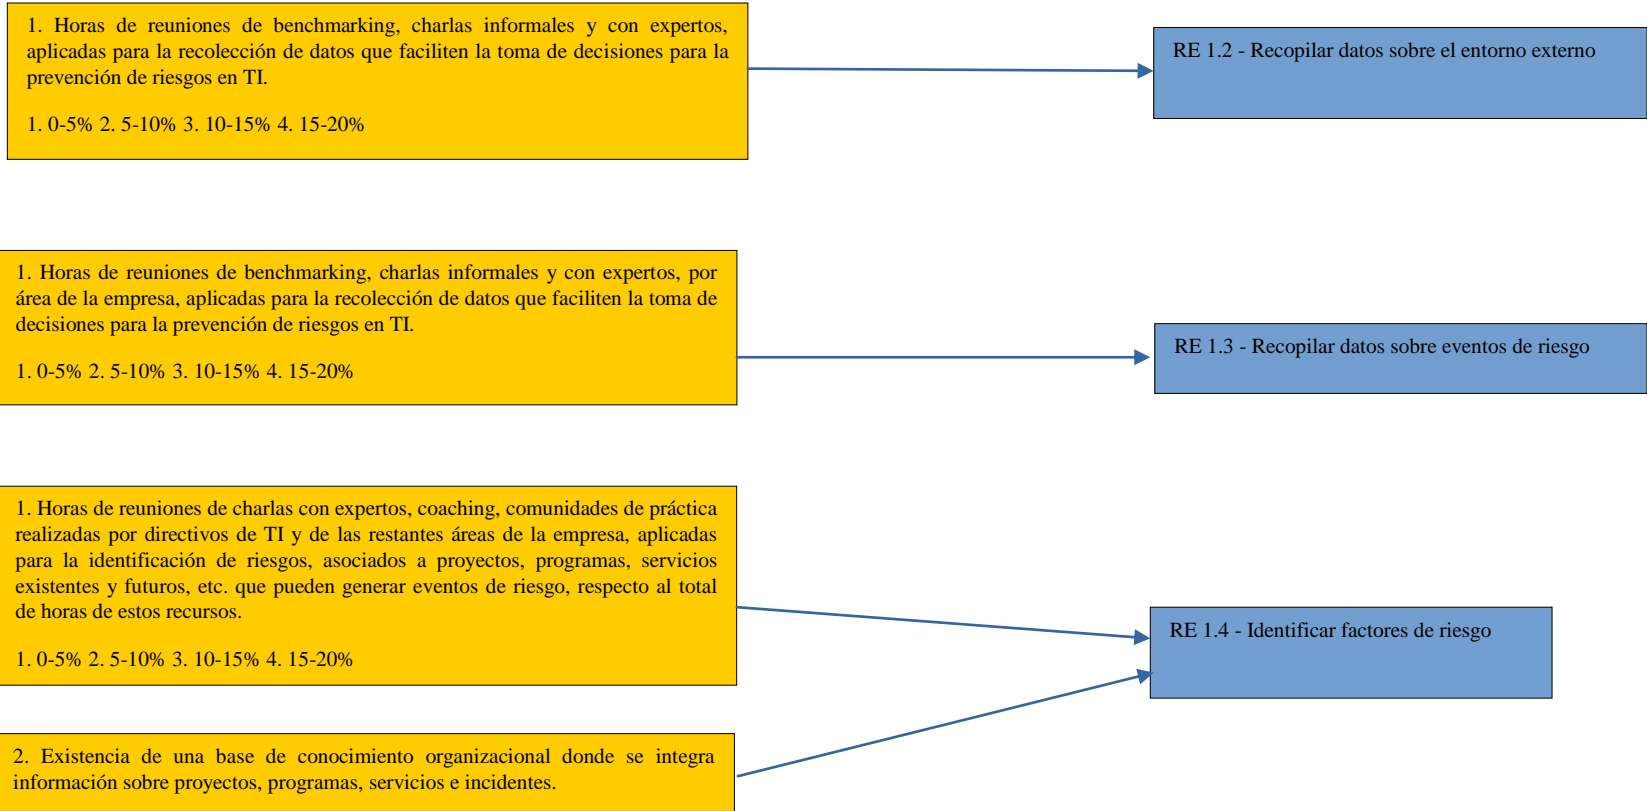 1. Horas de reuniones de benchmarking, charlas informales y con expertos,
aplicadas para la recolección de datos que faciliten la toma de decisiones para la
prevención de riesgos en TI.
1. 0-5% 2. 5-10% 3. 10-15% 4. 15-20%
RE 1.2 - Recopilar datos sobre el entorno externo
1. Horas de reuniones de benchmarking, charlas informales y con expertos, por
área de la empresa, aplicadas para la recolección de datos que faciliten la toma de
decisiones para la prevención de riesgos en TI.
1. 0-5% 2. 5-10% 3. 10-15% 4. 15-20%
RE 1.3 - Recopilar datos sobre eventos de riesgo
1. Horas de reuniones de charlas con expertos, coaching, comunidades de práctica
realizadas por directivos de TI y de las restantes áreas de la empresa, aplicadas
para la identificación de riesgos, asociados a proyectos, programas, servicios
existentes y futuros, etc. que pueden generar eventos de riesgo, respecto al total
de horas de estos recursos.
1. 0-5% 2. 5-10% 3. 10-15% 4. 15-20%
RE 1.4 - Identificar factores de riesgo
2. Existencia de una base de conocimiento organizacional donde se integra
información sobre proyectos, programas, servicios e incidentes.